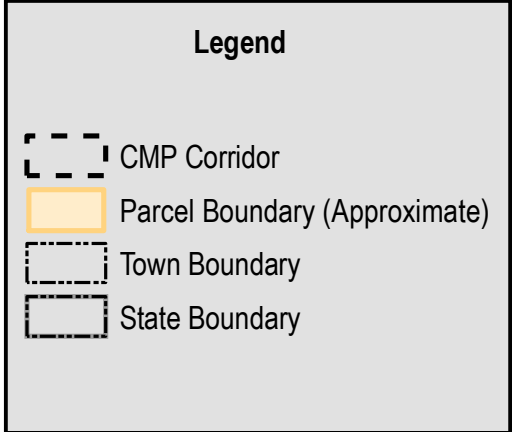 Legend
CMP Corridor
Parcel Boundary (Approximate)
Town Boundary
State Boundary